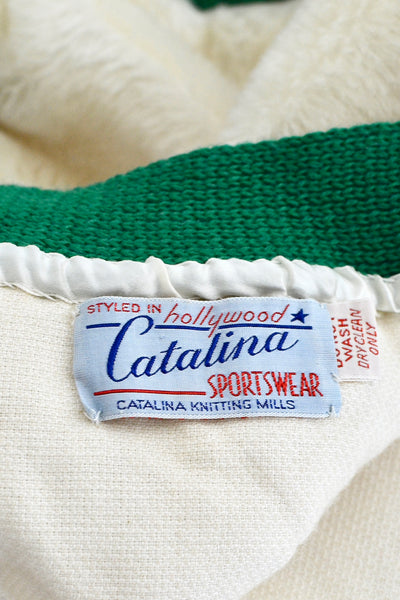 STYLED IN hollywood
Catalina
SPORTSWEAR
CATALINA KNITTING MILLS
WASH
DRYCLEAN
ONLY